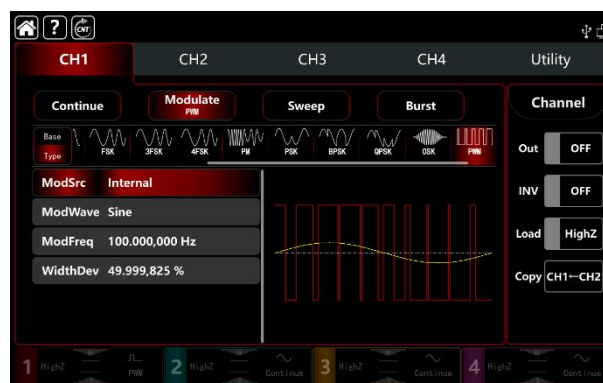 ? CNT
CH1 CH2 CH3 CH4 Utility
Continue Modulate Sweep Burst Channel
PWM
Base
Type
FSK 3FSK 4FSK PM PSK BPSK QPSK OSK PWM
Out OFF
ModSrc Internal
INV OFF
ModWave Sine
ModFreq 100.000,000 Hz
Load HighZ
WidthDev 49.999,825 %
Copy CH1←CH2
1 HighZ PWM 2 HighZ Continue 3 HighZ Continue 4 HighZ Continue